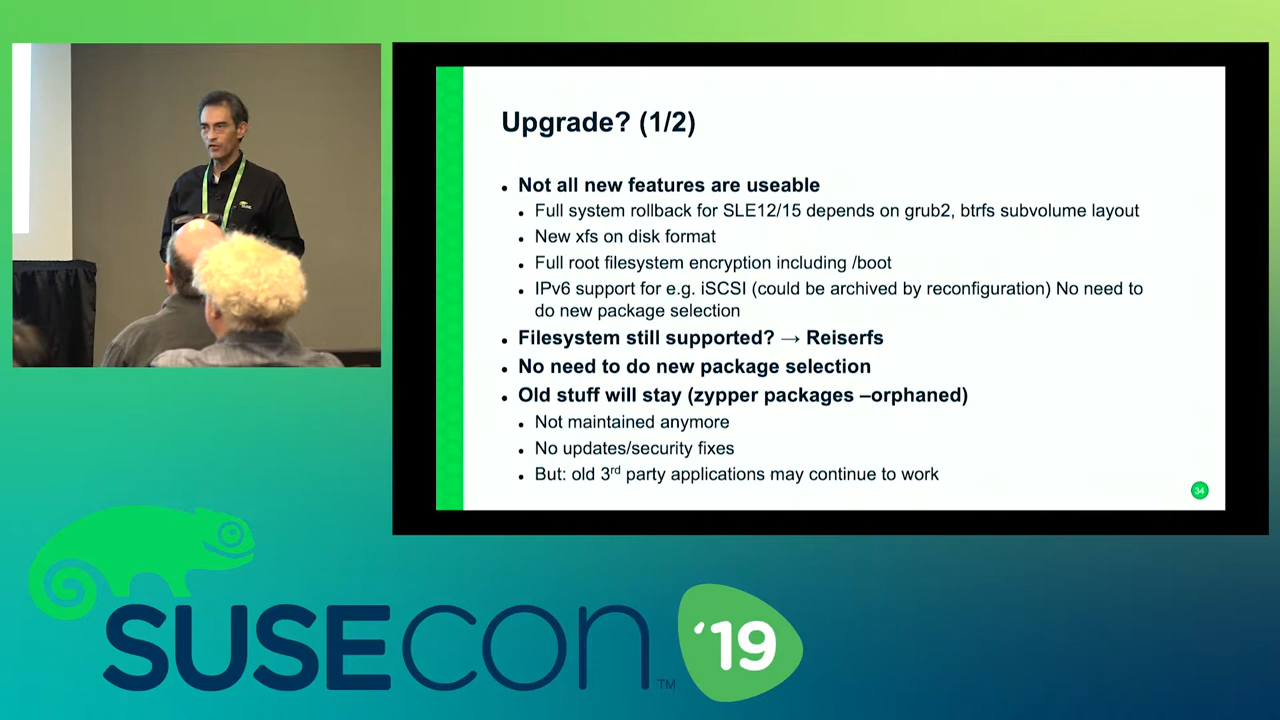 Upgrade? (1/2)
• Not all new features are useable
• Full system rollback for SLE12/15 depends on grub2, btrfs subvolume layout
• New xfs on disk format
• Full root filesystem encryption including /boot
• IPv6 support for e.g. iSCSI (could be archived by reconfiguration) No need to
do new package selection
• Filesystem still supported? → Reiserfs
• No need to do new package selection
• Old stuff will stay (zypper packages –orphaned)
• Not maintained anymore
• No updates/security fixes
• But: old 3rd party applications may continue to work
34
SUSECON ™ '19